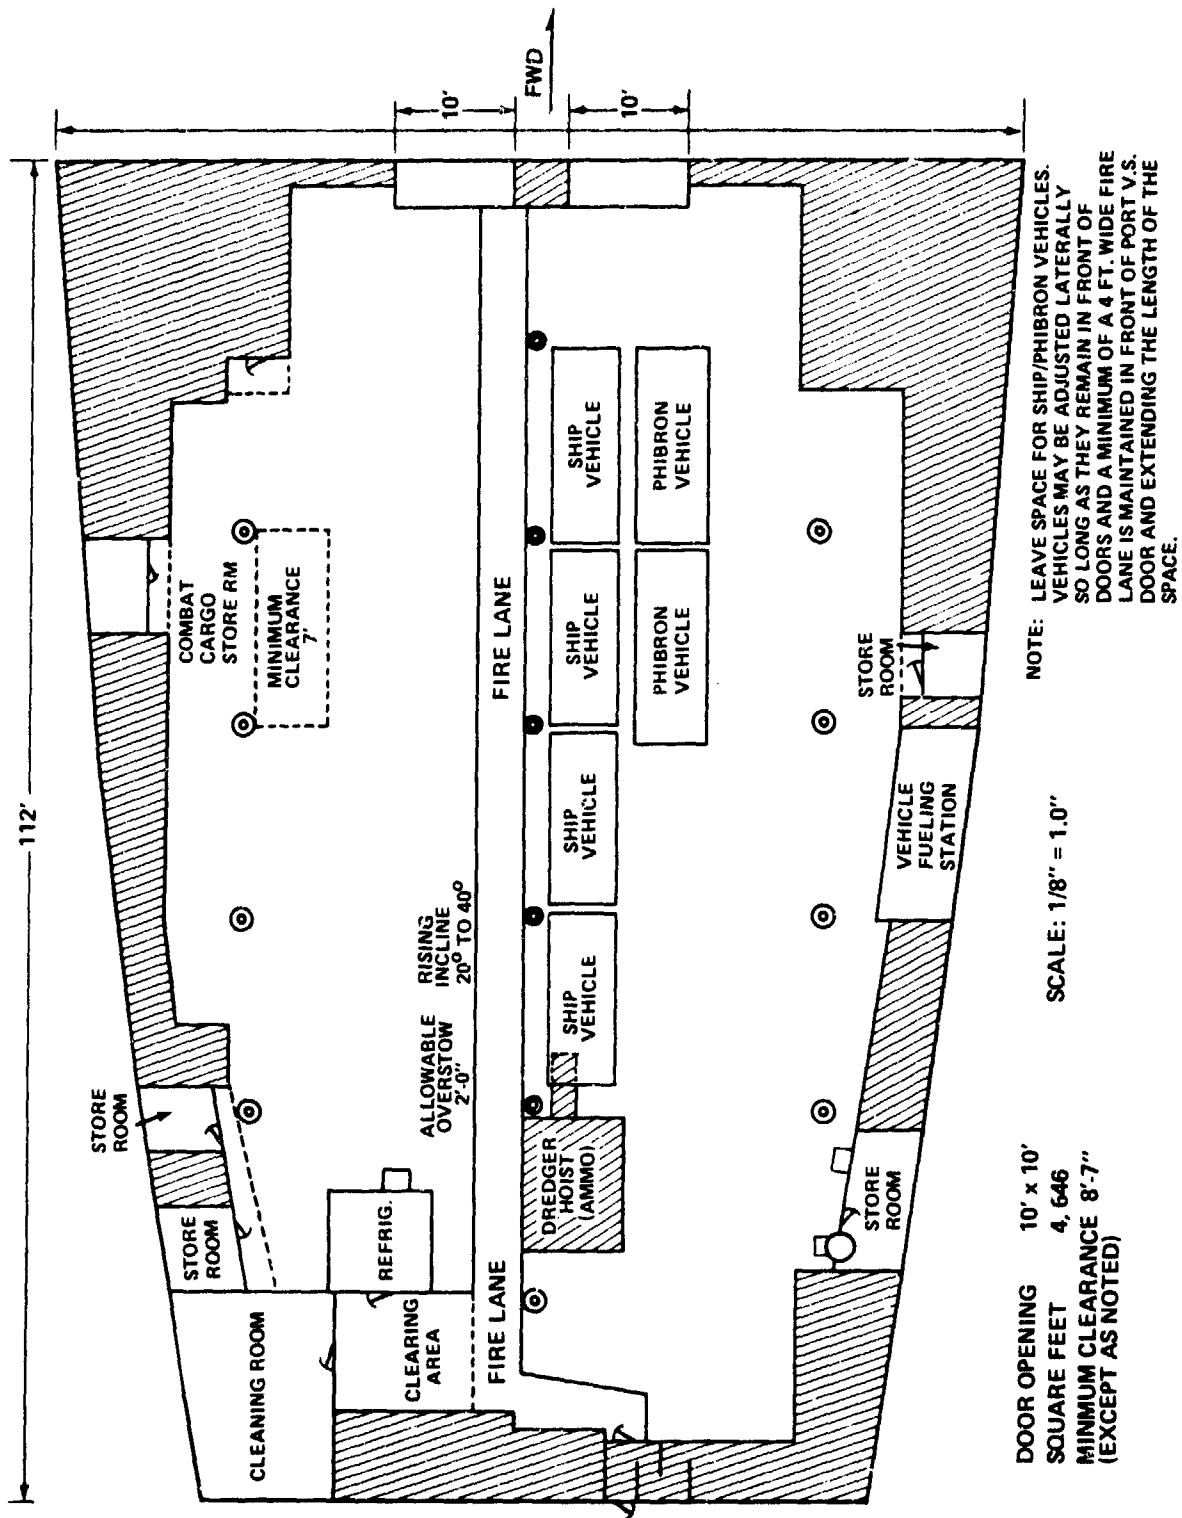 112'
10'
FWD
10'
COMBAT
CARGO
STORE RM
MINIMUM
CLEARANCE
7'
FIRE LANE
SHIP
VEHICLE
PHIBRON
VEHICLE
SHIP
VEHICLE
PHIBRON
VEHICLE
SHIP
VEHICLE
SHIP
VEHICLE
STORE
ROOM
VEHICLE
FUELING
STATION
RISING
INCLINE
20° TO 40°
ALLOWABLE
OVERSTOW
2'-0"
STORE
ROOM
STORE
ROOM
REFRIG.
DREDGER
HOIST
(AMMO)
STORE
ROOM
CLEANING ROOM
CLEARING
AREA
FIRE LANE
NOTE: LEAVE SPACE FOR SHIP/PHIBRON VEHICLES.
VEHICLES MAY BE ADJUSTED LATERALLY
SO LONG AS THEY REMAIN IN FRONT OF
DOORS AND A MINIMUM OF A 4 FT. WIDE FIRE
LANE IS MAINTAINED IN FRONT OF PORT V.S.
DOOR AND EXTENDING THE LENGTH OF THE
SPACE.
SCALE: 1/8" = 1.0"
DOOR OPENING 10' x 10'
SQUARE FEET 4, 646
MINMUM CLEARANCE 8'-7"
(EXCEPT AS NOTED)